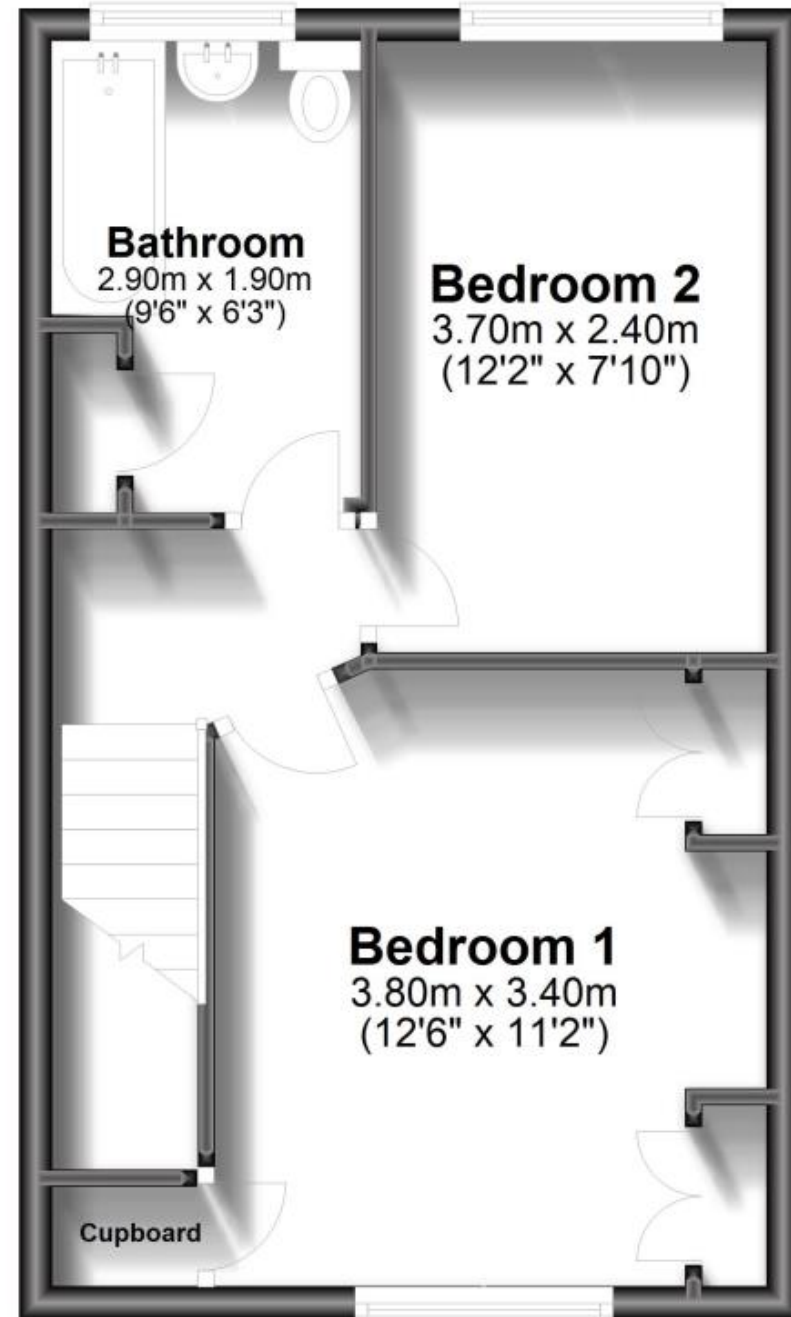 Bathroom
2.90m x 1.90m
(9'6" x 6'3")
Bedroom 2
3.70m x 2.40m
(12'2" x 7'10")
Bedroom 1
3.80m x 3.40m
(12'6" x 11'2")
Cupboard